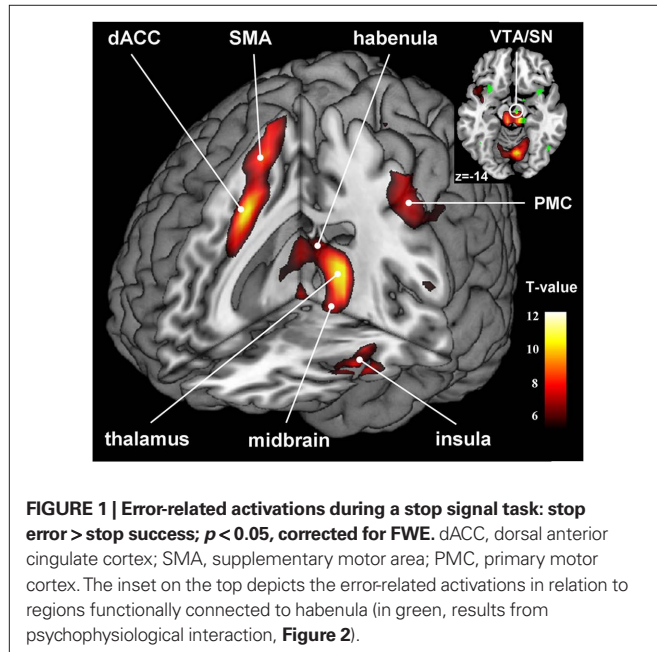 dACC SMA habenula VTA/SN
z=-14
PMC
T-value
12
10
8
6
thalamus midbrain insula
FIGURE 1 | Error-related activations during a stop signal task: stop
error > stop success; p < 0.05, corrected for FWE. dACC, dorsal anterior
cingulate cortex; SMA, supplementary motor area; PMC, primary motor
cortex. The inset on the top depicts the error-related activations in relation to
regions functionally connected to habenula (in green, results from
psychophysiological interaction, Figure 2).